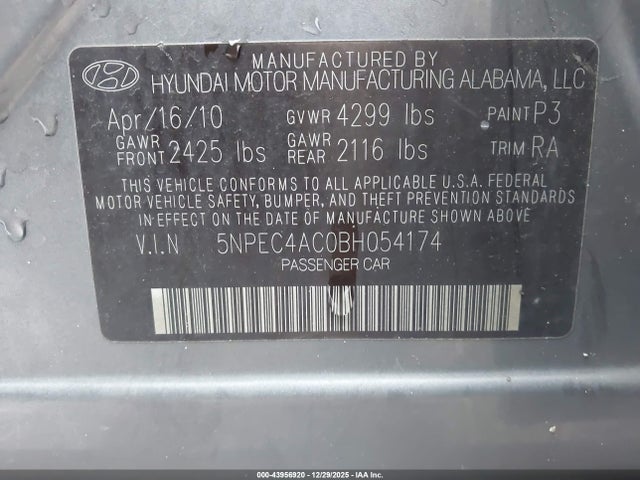 MANUFACTURED BY
HYUNDAI MOTOR MANUFACTURING ALABAMA, LLC
Apr/16/10 GVWR 4299 lbs PAINT P3
GAWR FRONT 2425 lbs GAWR REAR 2116 lbs TRIM RA
THIS VEHICLE CONFORMS TO ALL APPLICABLE U.S.A. FEDERAL
MOTOR VEHICLE SAFETY, BUMPER, AND THEFT PREVENTION STANDARDS
IN EFFECT ON THE DATE OF MANUFACTURE SHOWN ABOVE.
V.I.N 5NPEC4AC0BH054174
PASSENGER CAR
000-43956920 - 12/29/2025 - IAA Inc.